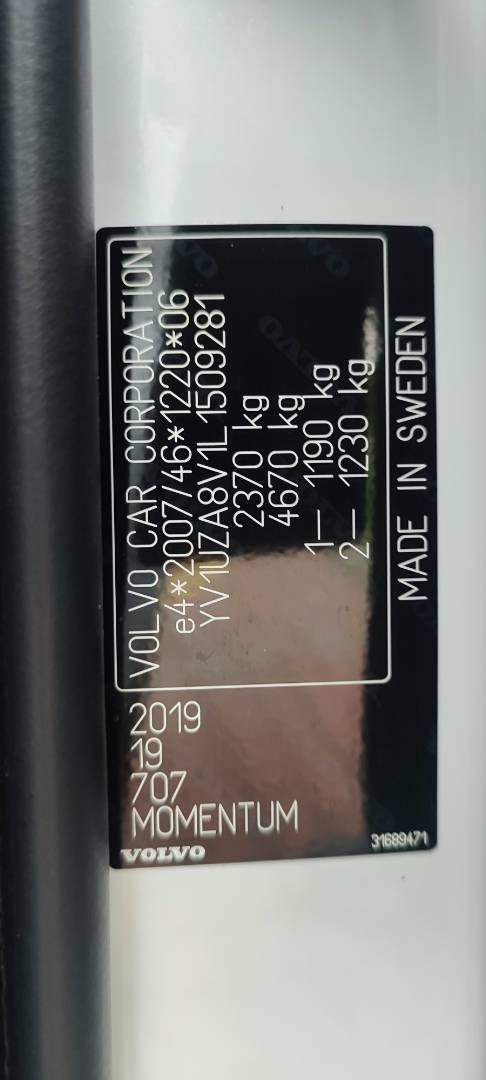 VOLVO CAR CORPORATION
e4*2007/46*1220*06
YV1UZA8V1L1509281
2370 kg
4670 kg
1– 1190 kg
2– 1230 kg
MADE IN SWEDEN
2019
19
707
MOMENTUM
VOLVO
31689471